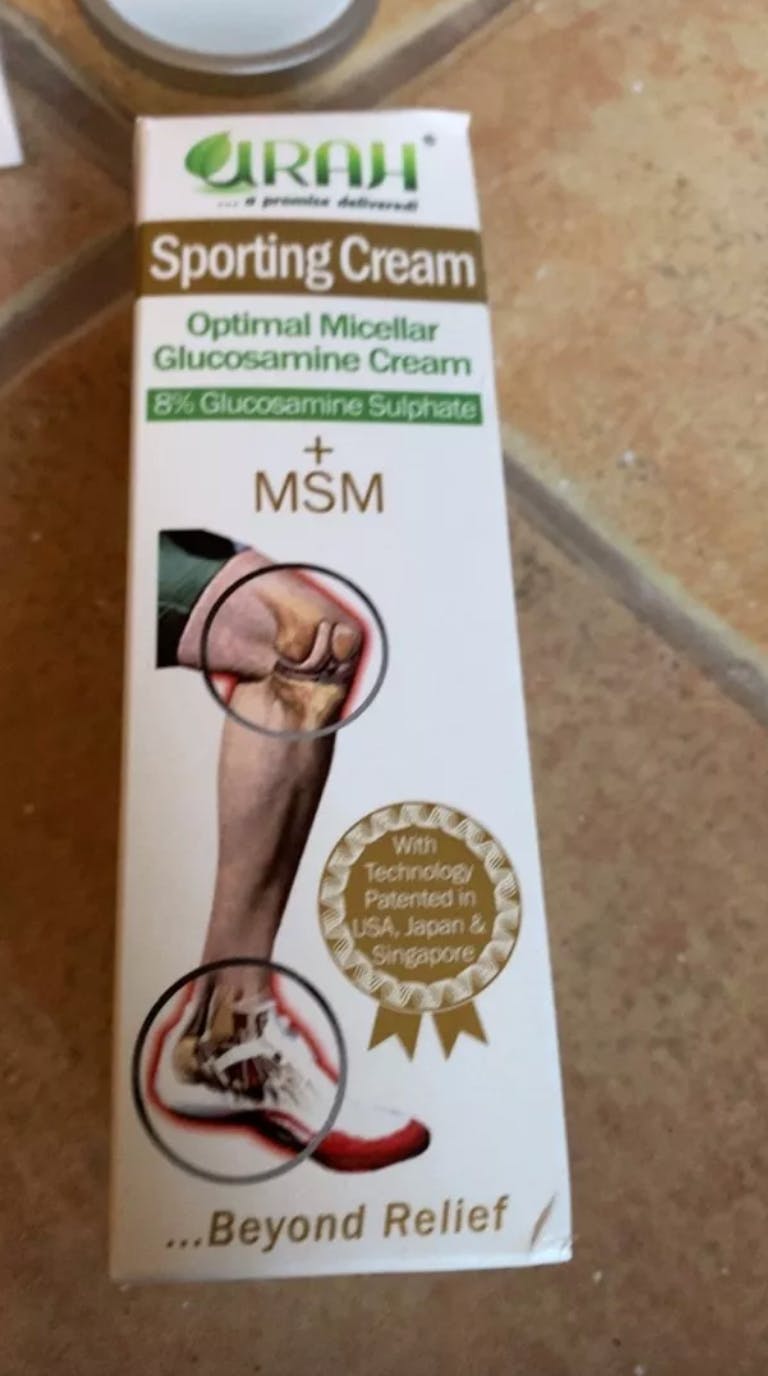 URAH®
... a promise delivered!
Sporting Cream
Optimal Micellar
Glucosamine Cream
8% Glucosamine Sulphate
+
MSM
With
Technology
Patented in
USA, Japan &
Singapore
...Beyond Relief